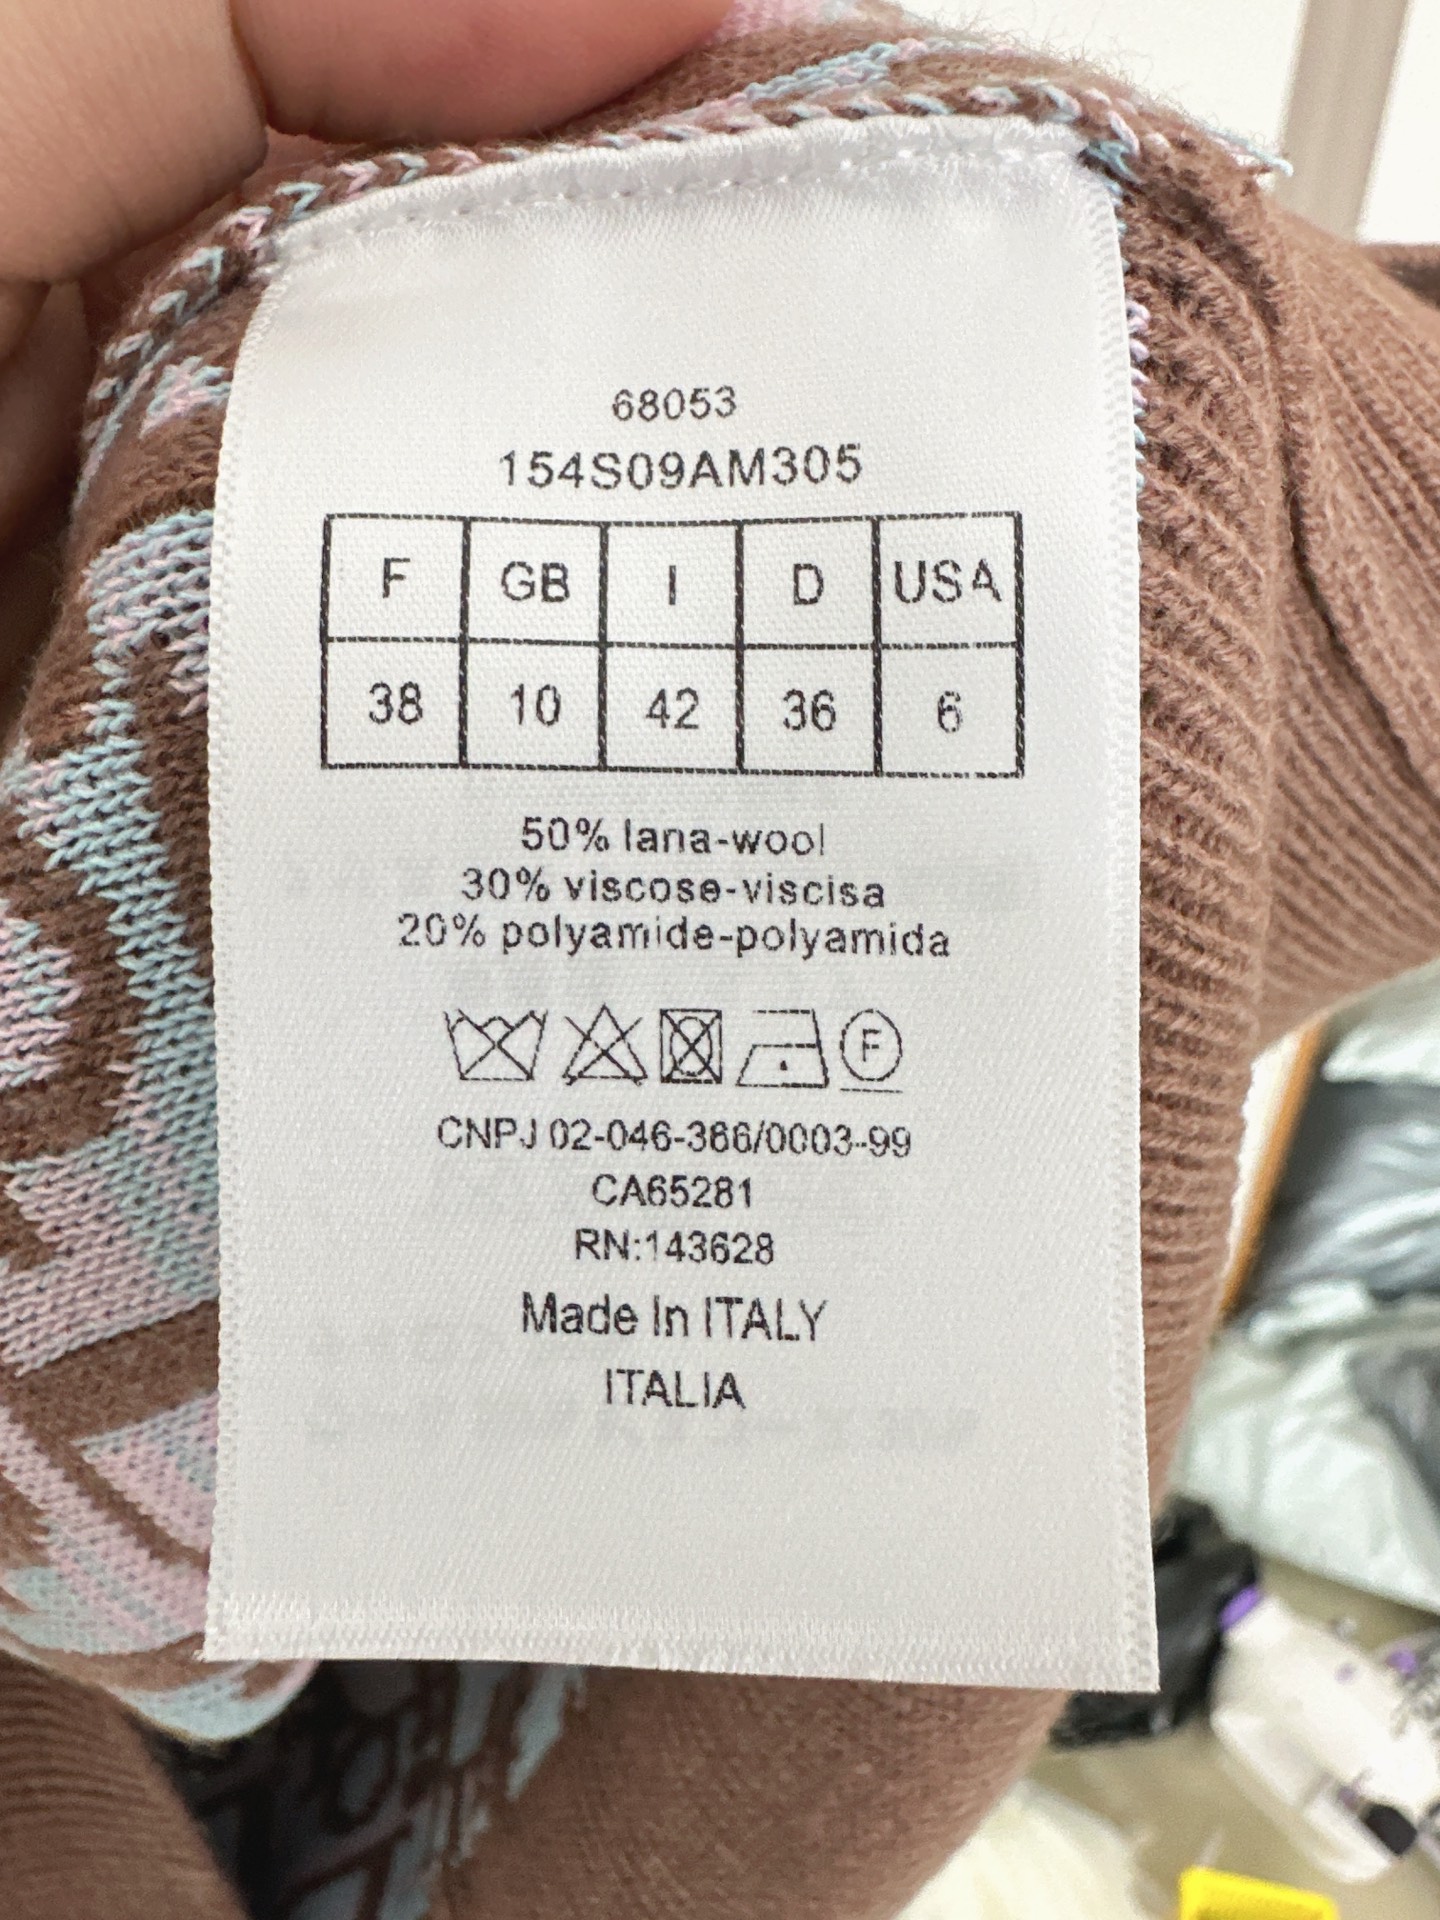 68053
154S09AM305
F GB I D USA
38 10 42 36 6
50% lana-wool
30% viscose-viscisa
20% polyamide-polyamida
F
CNPJ 02-046-366/0003-99
CA65281
RN:143628
Made In ITALY
ITALIA